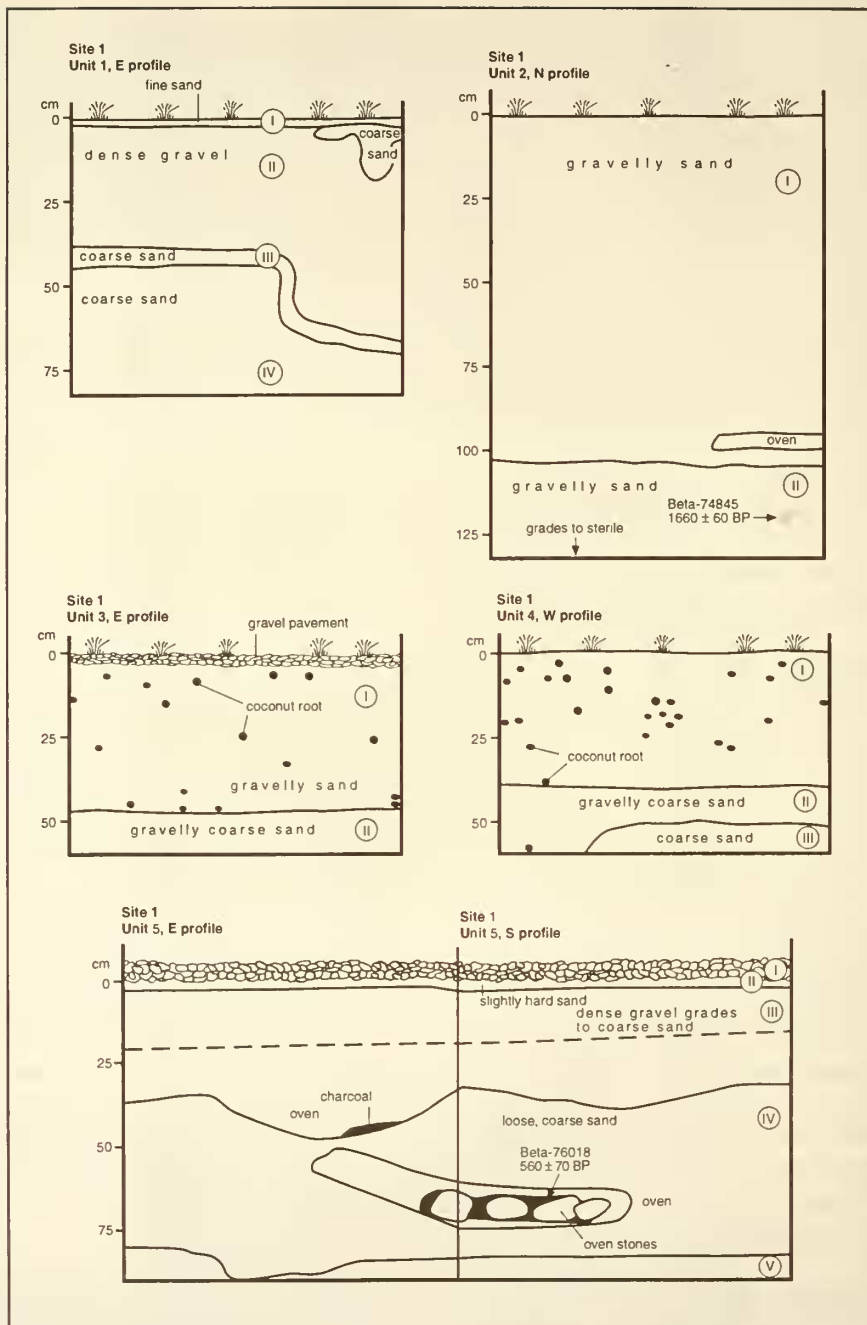 Site 1
Unit 1, E profile
fine sand
cm
0
I
coarse
sand
dense gravel
II
25
coarse sand
III
coarse sand
50
75
IV
Site 1
Unit 2, N profile
cm
0
gravelly sand
I
25
50
75
oven
100
gravelly sand
II
Beta-74845
1660 ± 60 BP
grades to sterile
125
Site 1
Unit 3, E profile
gravel pavement
cm
0
I
coconut root
25
gravelly sand
gravelly coarse sand
II
50
Site 1
Unit 4, W profile
cm
0
I
25
coconut root
gravelly coarse sand
II
50
coarse sand
III
Site 1
Unit 5, E profile
Site 1
Unit 5, S profile
cm
I
0
II
slightly hard sand
dense gravel grades
to coarse sand
III
25
charcoal
oven
loose, coarse sand
IV
50
Beta-76018
560 ± 70 BP
oven
oven stones
75
V